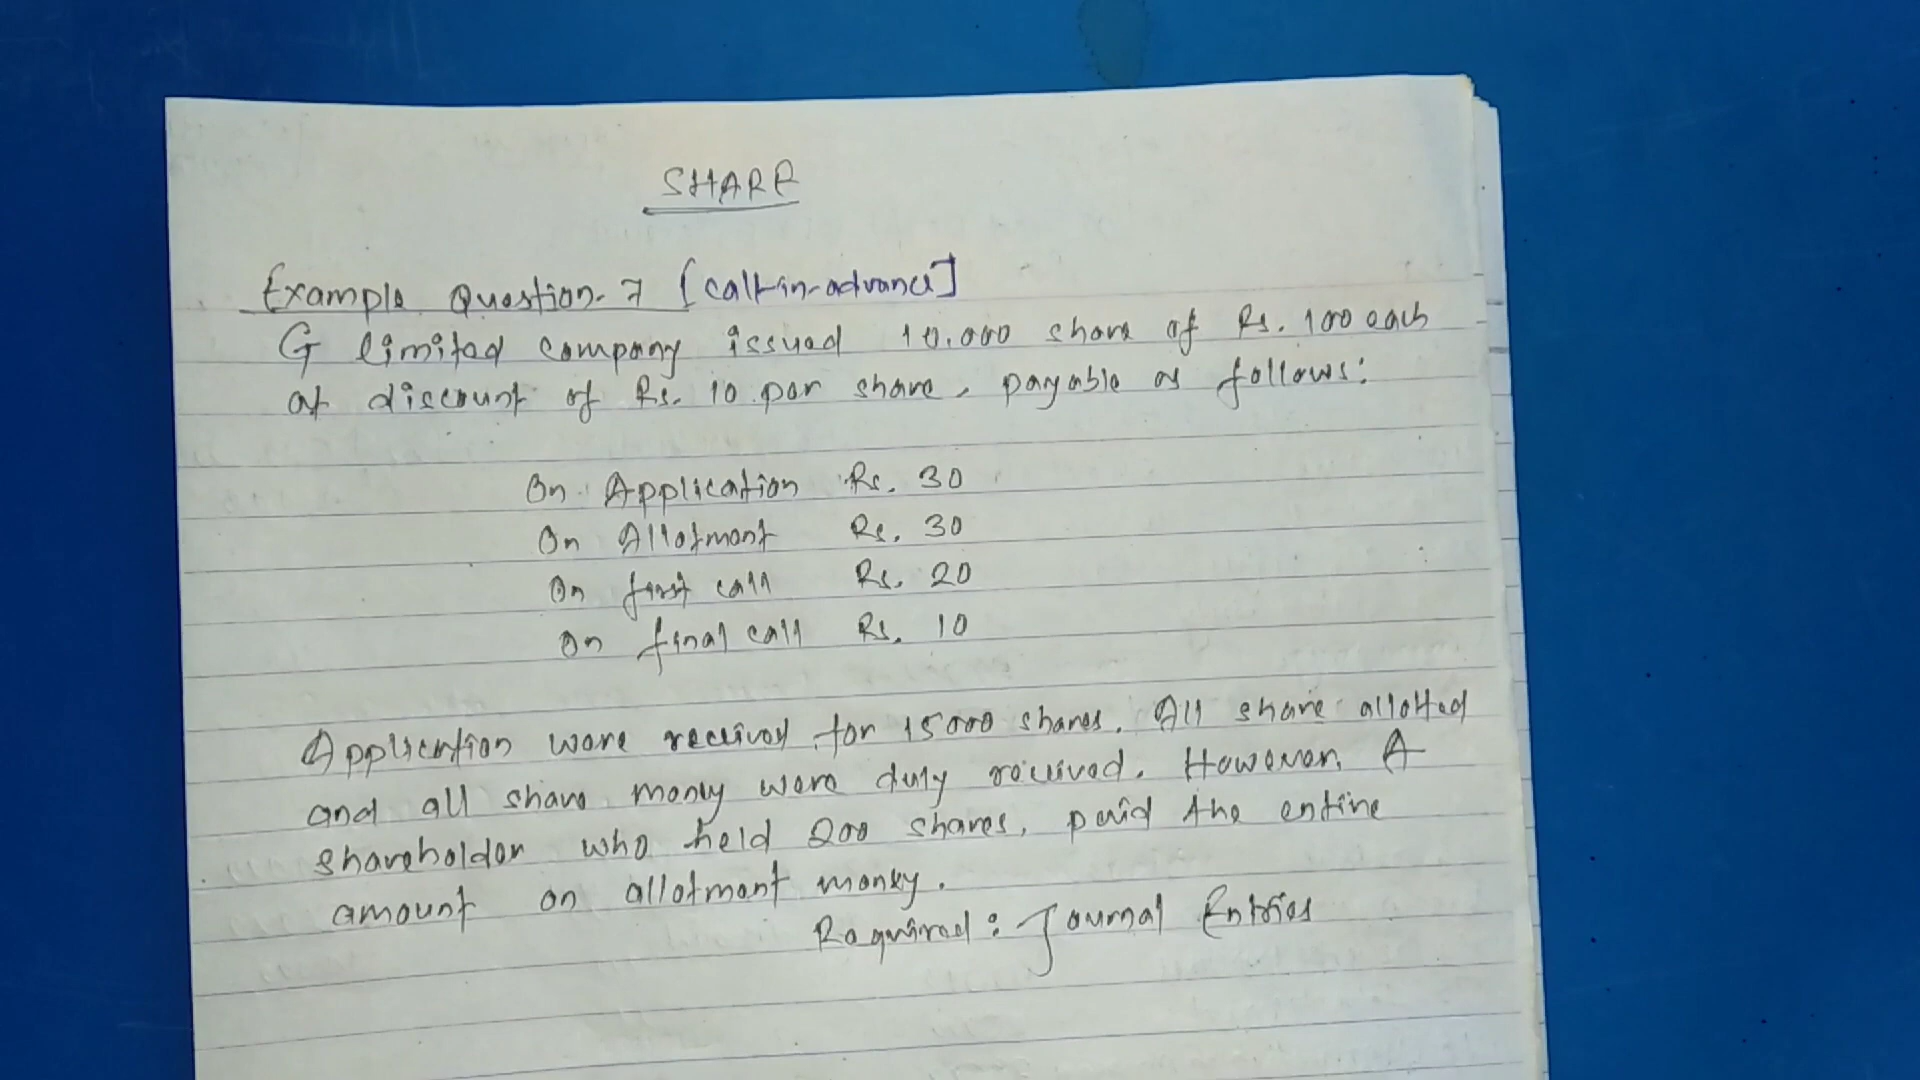 SHARE
Example Question-7 [call-in-advance]
G limited company issued 10.000 share of Rs. 100 each
at discount of Rs. 10 per share, payable as follows:
On Application Rs. 30
On Allotment Rs. 30
On first call Rs. 20
On final call Rs. 10
Application were received for 15000 shares. All share allotted
and all share money were duly received. However, A
shareholder who held 200 shares, paid the entire
amount on allotment money.
Required: Journal Entries